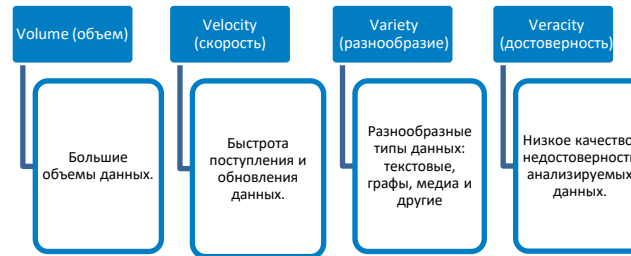 Volume (объем)
Velocity
(скорость)
Variety
(разнообразие)
Veracity
(достоверность)
Большие
объемы данных.
Быстрота
поступления и
обновления
данных.
Разнообразные
типы данных:
текстовые,
графы, медиа и
другие
Низкое качество
недостоверность
анализируемых
данных.